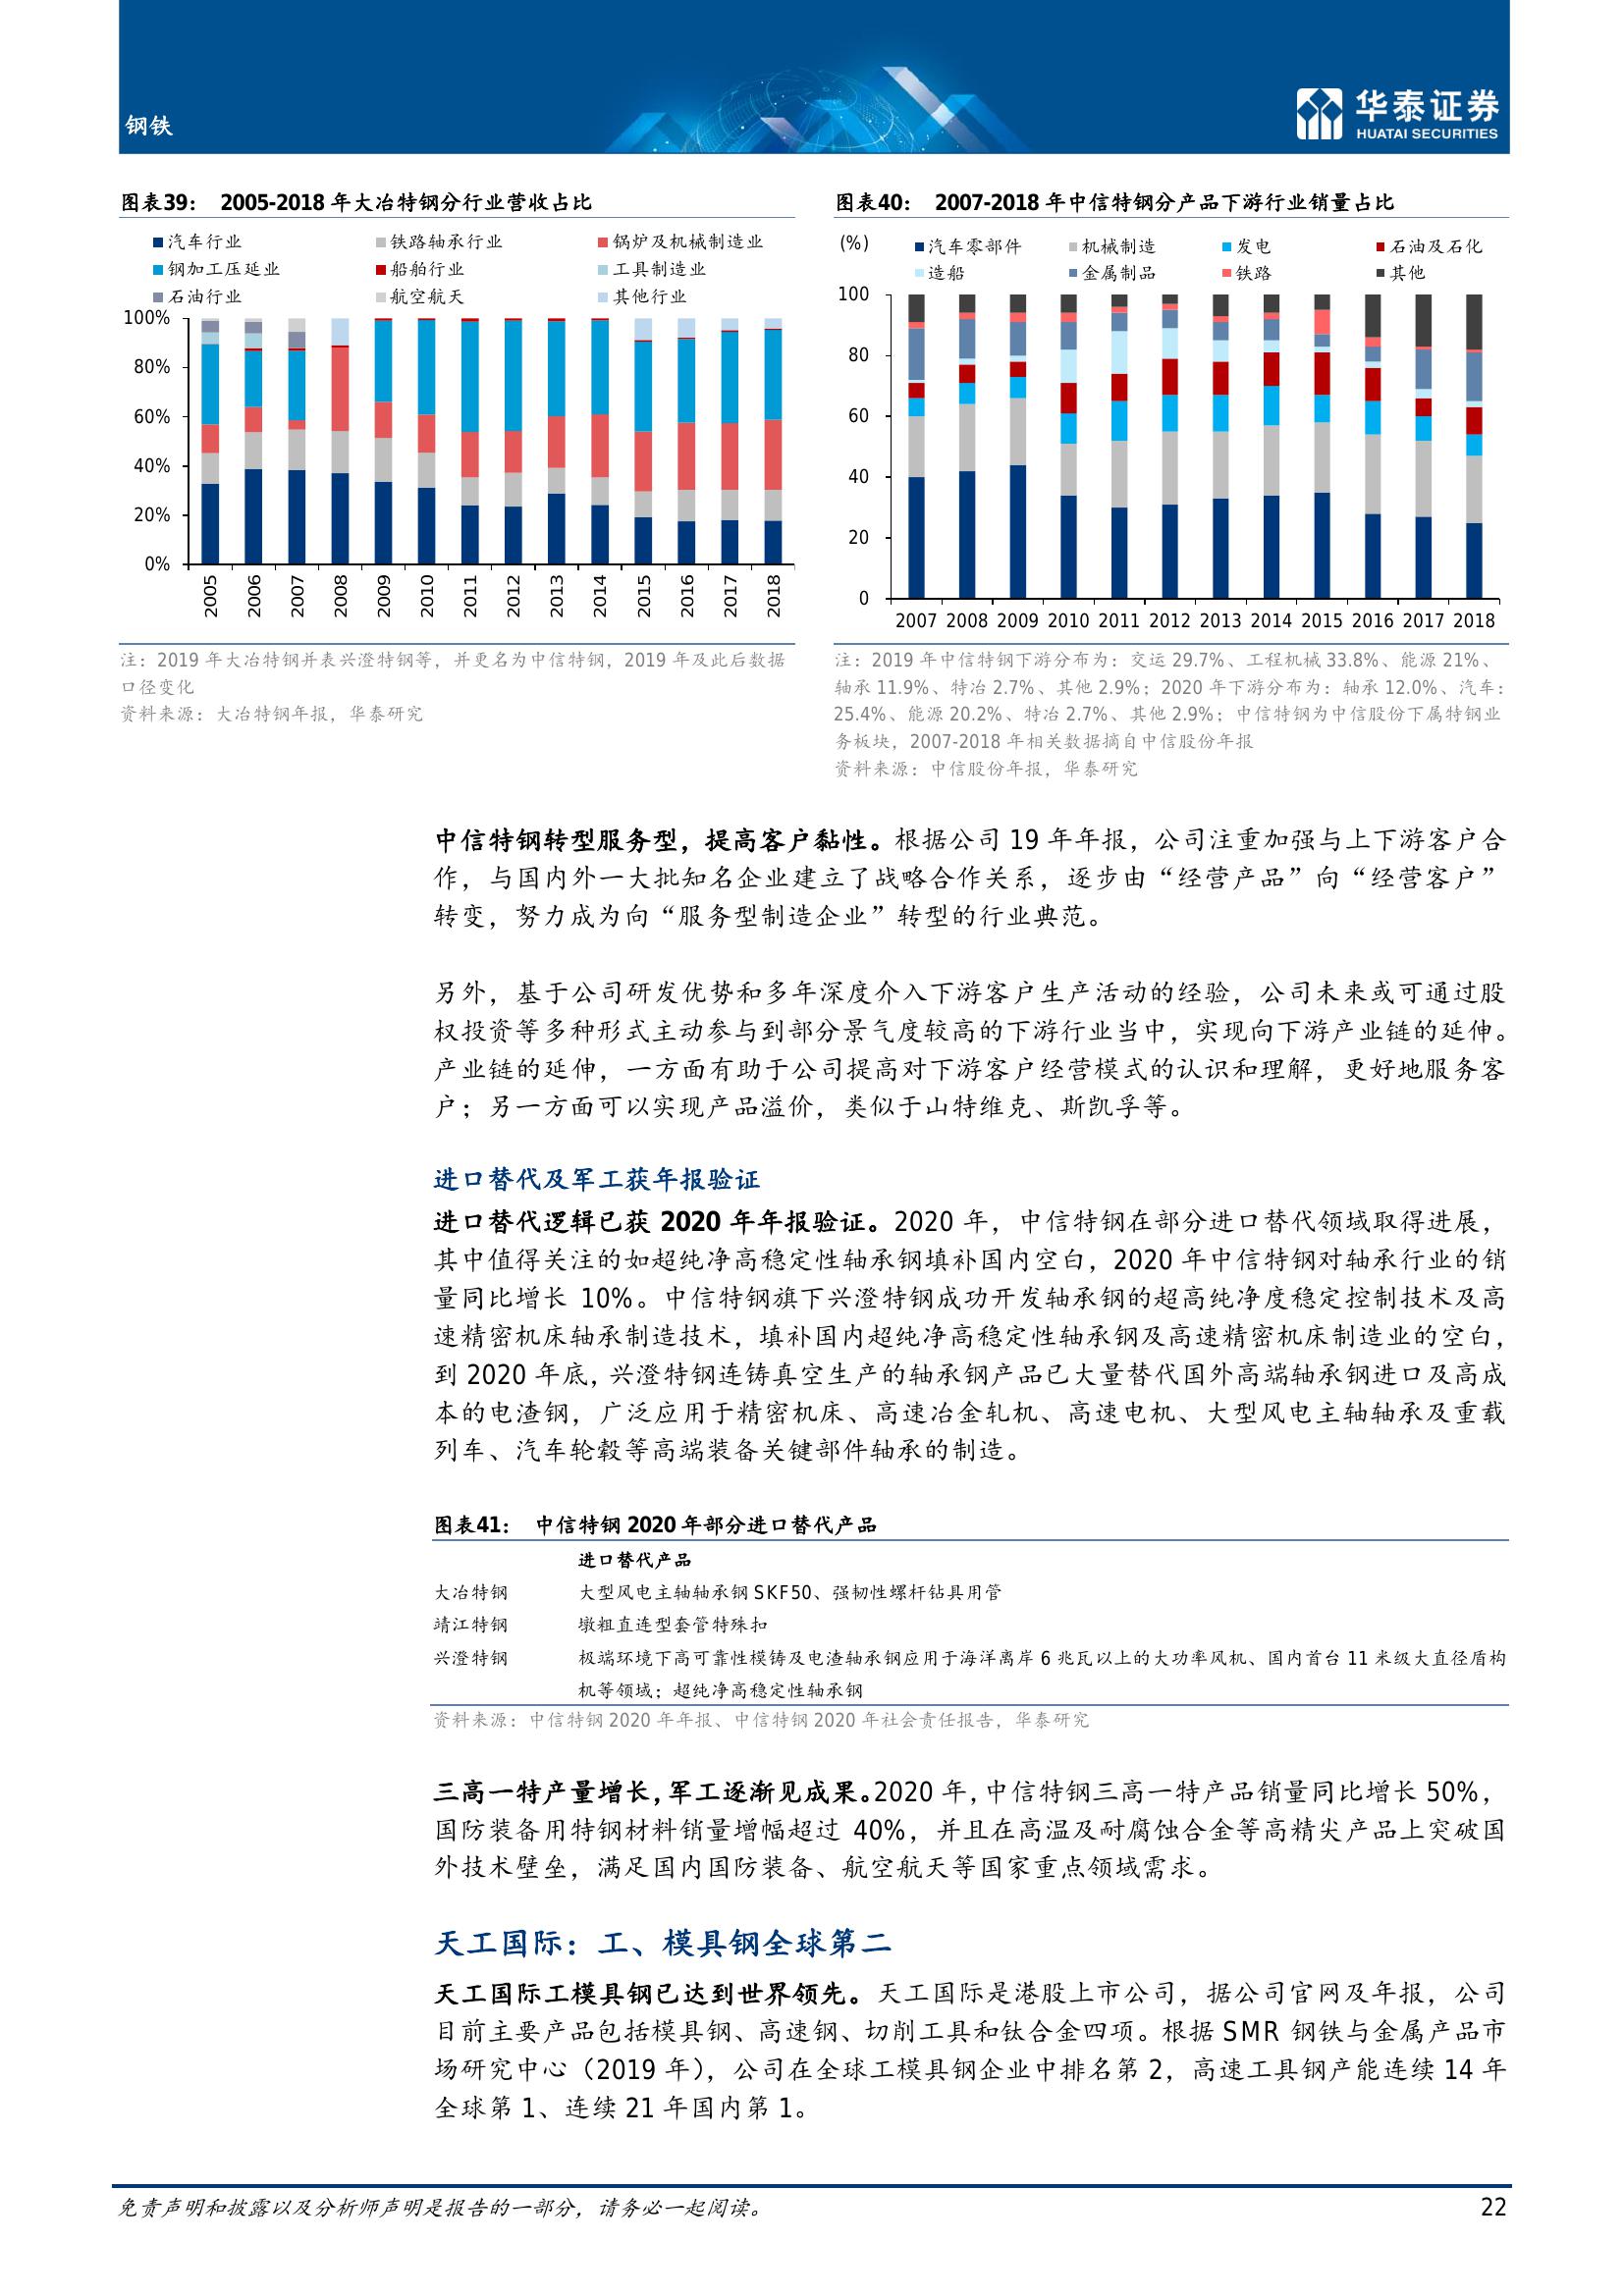 钢铁
华泰证券
HUATAI SECURITIES
图表39： 2005-2018 年大冶特钢分行业营收占比
汽车行业 铁路轴承行业 锅炉及机械制造业
钢加工压延业 船舶行业 工具制造业
石油行业 航空航天 其他行业
100%
80%
60%
40%
20%
0%
2005 2006 2007 2008 2009 2010 2011 2012 2013 2014 2015 2016 2017 2018
注：2019 年大冶特钢并表兴澄特钢等，并更名为中信特钢，2019 年及此后数据
口径变化
资料来源：大冶特钢年报，华泰研究
图表40： 2007-2018 年中信特钢分产品下游行业销量占比
(%) 汽车零部件 机械制造 发电 石油及石化
造船 金属制品 铁路 其他
100
80
60
40
20
0
2007 2008 2009 2010 2011 2012 2013 2014 2015 2016 2017 2018
注：2019 年中信特钢下游分布为：交运 29.7%、工程机械 33.8%、能源 21%、
轴承 11.9%、特冶 2.7%、其他 2.9%；2020 年下游分布为：轴承 12.0%、汽车：
25.4%、能源 20.2%、特冶 2.7%、其他 2.9%；中信特钢为中信股份下属特钢业
务板块，2007-2018 年相关数据摘自中信股份年报
资料来源：中信股份年报，华泰研究
中信特钢转型服务型，提高客户黏性。根据公司 19 年年报，公司注重加强与上下游客户合
作，与国内外一大批知名企业建立了战略合作关系，逐步由“经营产品”向“经营客户”
转变，努力成为向“服务型制造企业”转型的行业典范。
另外，基于公司研发优势和多年深度介入下游客户生产活动的经验，公司未来或可通过股
权投资等多种形式主动参与到部分景气度较高的下游行业当中，实现向下游产业链的延伸。
产业链的延伸，一方面有助于公司提高对下游客户经营模式的认识和理解，更好地服务客
户；另一方面可以实现产品溢价，类似于山特维克、斯凯孚等。
进口替代及军工获年报验证
进口替代逻辑已获 2020 年年报验证。2020 年，中信特钢在部分进口替代领域取得进展，
其中值得关注的如超纯净高稳定性轴承钢填补国内空白，2020 年中信特钢对轴承行业的销
量同比增长 10%。中信特钢旗下兴澄特钢成功开发轴承钢的超高纯净度稳定控制技术及高
速精密机床轴承制造技术，填补国内超纯净高稳定性轴承钢及高速精密机床制造业的空白，
到 2020 年底，兴澄特钢连铸真空生产的轴承钢产品已大量替代国外高端轴承钢进口及高成
本的电渣钢，广泛应用于精密机床、高速冶金轧机、高速电机、大型风电主轴轴承及重载
列车、汽车轮毂等高端装备关键部件轴承的制造。
图表41： 中信特钢 2020 年部分进口替代产品
进口替代产品
大冶特钢 大型风电主轴轴承钢 SKF50、强韧性螺杆钻具用管
靖江特钢 墩粗直连型套管特殊扣
兴澄特钢 极端环境下高可靠性模铸及电渣轴承钢应用于海洋离岸 6 兆瓦以上的大功率风机、国内首台 11 米级大直径盾构
机等领域；超纯净高稳定性轴承钢
资料来源：中信特钢 2020 年年报、中信特钢 2020 年社会责任报告，华泰研究
三高一特产量增长，军工逐渐见成果。2020 年，中信特钢三高一特产品销量同比增长 50%，
国防装备用特钢材料销量增幅超过 40%，并且在高温及耐腐蚀合金等高精尖产品上突破国
外技术壁垒，满足国内国防装备、航空航天等国家重点领域需求。
天工国际：工、模具钢全球第二
天工国际工模具钢已达到世界领先。天工国际是港股上市公司，据公司官网及年报，公司
目前主要产品包括模具钢、高速钢、切削工具和钛合金四项。根据 SMR 钢铁与金属产品市
场研究中心（2019 年），公司在全球工模具钢企业中排名第 2，高速工具钢产能连续 14 年
全球第 1、连续 21 年国内第 1。
免责声明和披露以及分析师声明是报告的一部分，请务必一起阅读。
22